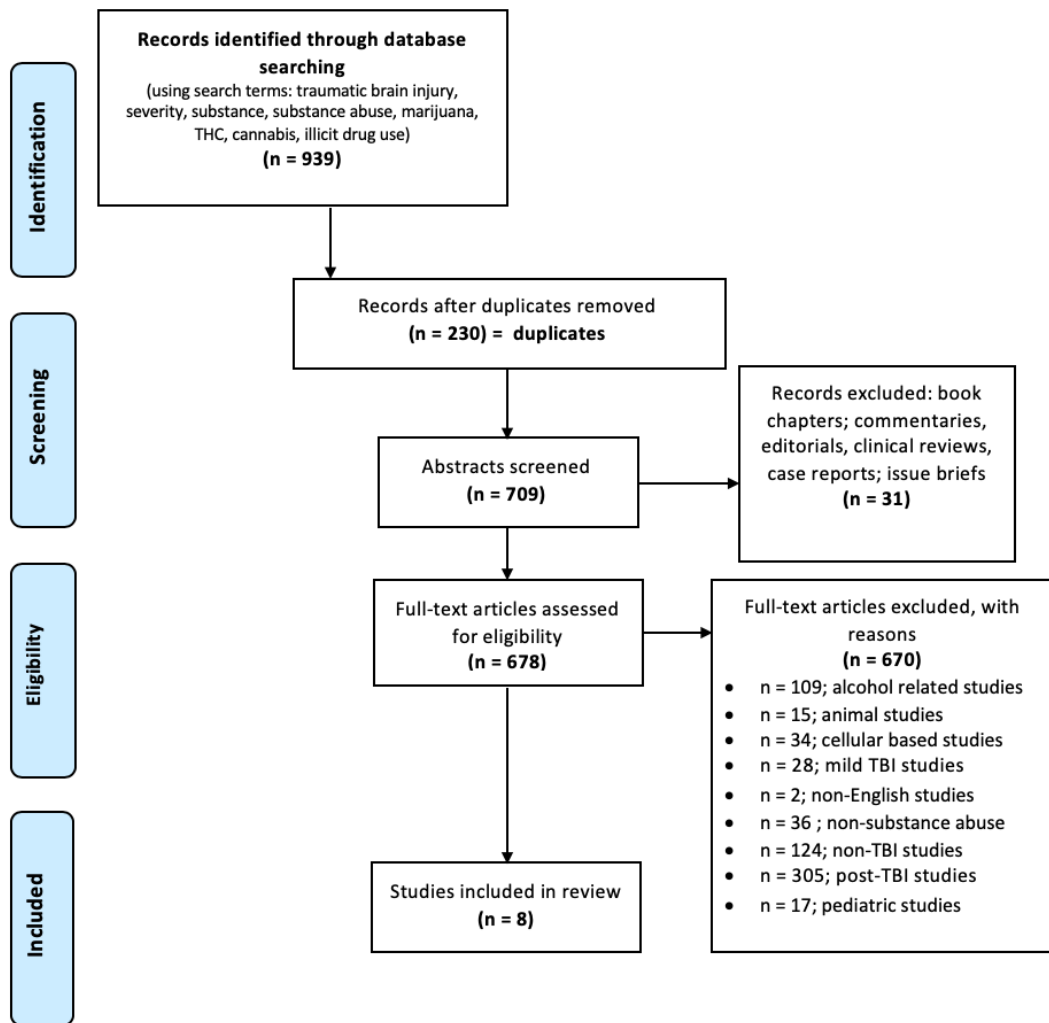 Records identified through database
searching
(using search terms: traumatic brain injury,
severity, substance, substance abuse, marijuana,
THC, cannabis, illicit drug use)
(n = 939)
Identification
Records after duplicates removed
(n = 230) = duplicates
Screening
Records excluded: book
chapters; commentaries,
editorials, clinical reviews,
case reports; issue briefs
(n = 31)
Abstracts screened
(n = 709)
Eligibility
Full-text articles assessed
for eligibility
(n = 678)
Full-text articles excluded, with
reasons
(n = 670)
• n = 109; alcohol related studies
• n = 15; animal studies
• n = 34; cellular based studies
• n = 28; mild TBI studies
• n = 2; non-English studies
• n = 36 ; non-substance abuse
• n = 124; non-TBI studies
• n = 305; post-TBI studies
• n = 17; pediatric studies
Included
Studies included in review
(n = 8)